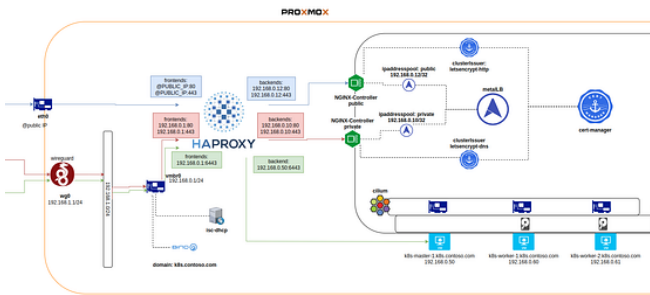 PROXMOX
eth0
@public IP
wireguard
wg0
192.168.1.1/24
192.168.1.0/24
frontends:
@PUBLIC_IP:80
@PUBLIC_IP:443
frontends:
192.168.0.1:80
192.168.0.1:443
HAPROXY
frontends:
192.168.0.1:6443
vmbr0
192.168.0.1/24
isc-dhcp
BIND
domain: k8s.contoso.com
backends:
192.168.0.12:80
192.168.0.12:443
backends:
192.168.0.10:80
192.168.0.10:443
backend:
192.168.0.50:6443
NGINX-Controller
public
NGINX-Controller
private
clusterIssuer:
letsencrypt-http
ipaddresspool: public
192.168.0.12/32
metalLB
ipaddresspool: private
192.168.0.10/32
clusterIssuer
letsencrypt-dns
cert-manager
cilium
k8s-master-1.k8s.contoso.com
192.168.0.50
k8s-worker-1.k8s.contoso.com
192.168.0.60
k8s-worker-2.k8s.contoso.com
192.168.0.61